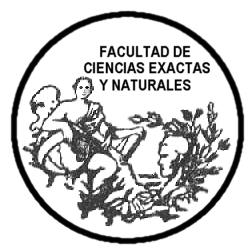 FACULTAD DE
CIENCIAS EXACTAS
Y NATURALES